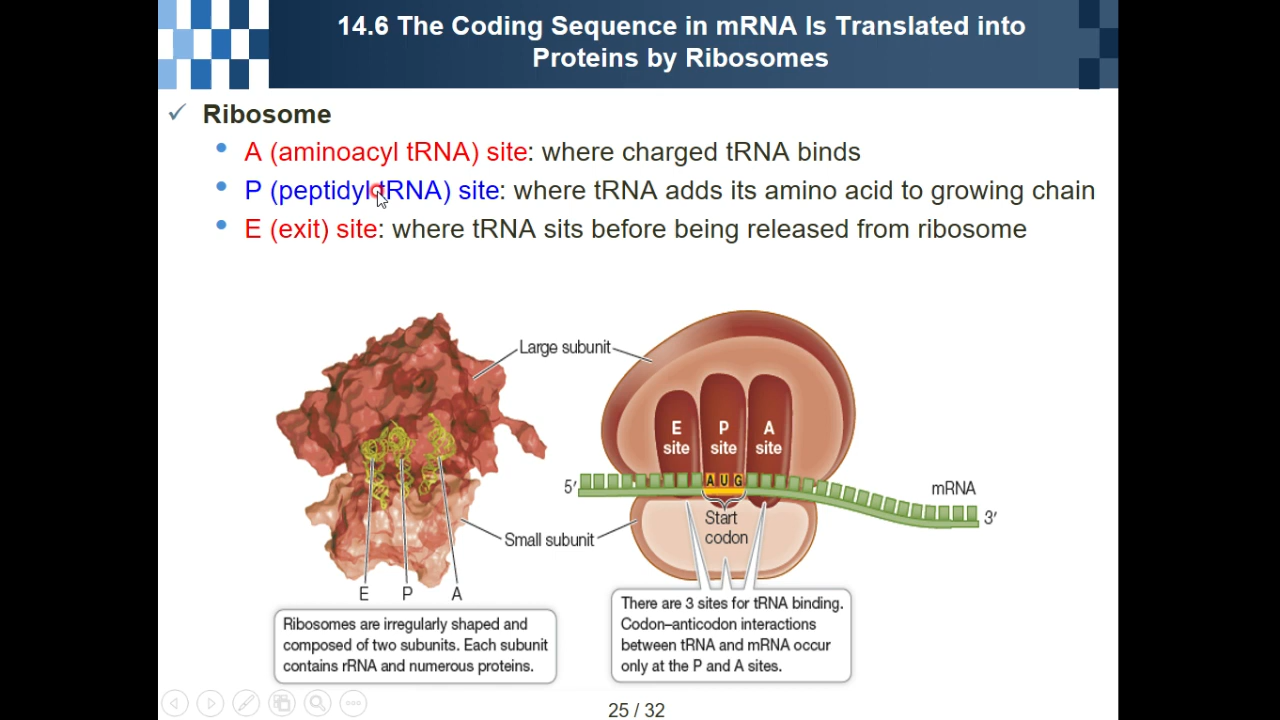 14.6 The Coding Sequence in mRNA Is Translated into
Proteins by Ribosomes
Ribosome
A (aminoacyl tRNA) site: where charged tRNA binds
P (peptidyl tRNA) site: where tRNA adds its amino acid to growing chain
E (exit) site: where tRNA sits before being released from ribosome
Large subunit
E site
P site
A site
5′
AUG
mRNA
3′
Start
codon
Small subunit
E P A
Ribosomes are irregularly shaped and
composed of two subunits. Each subunit
contains rRNA and numerous proteins.
There are 3 sites for tRNA binding.
Codon–anticodon interactions
between tRNA and mRNA occur
only at the P and A sites.
25 / 32